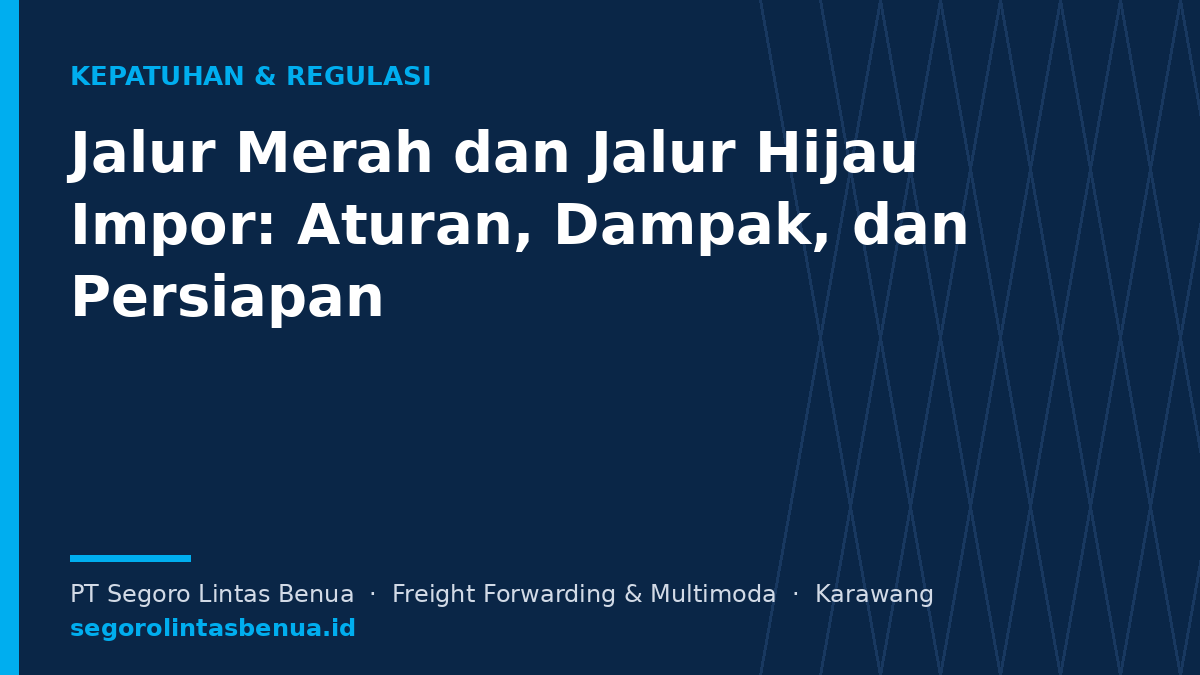 KEPATUHAN & REGULASI
Jalur Merah dan Jalur Hijau
Impor: Aturan, Dampak, dan
Persiapan
PT Segoro Lintas Benua · Freight Forwarding & Multimoda · Karawang
segorolintasbenua.id